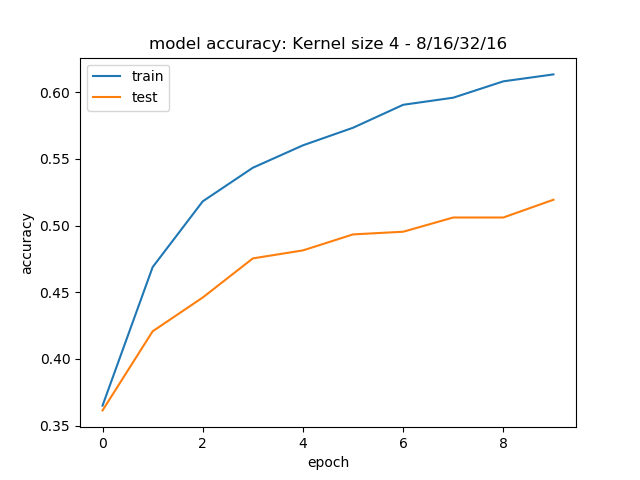 model accuracy: Kernel size 4 - 8/16/32/16
train
test
accuracy
0.60
0.55
0.50
0.45
0.40
0.35
0 2 4 6 8
epoch